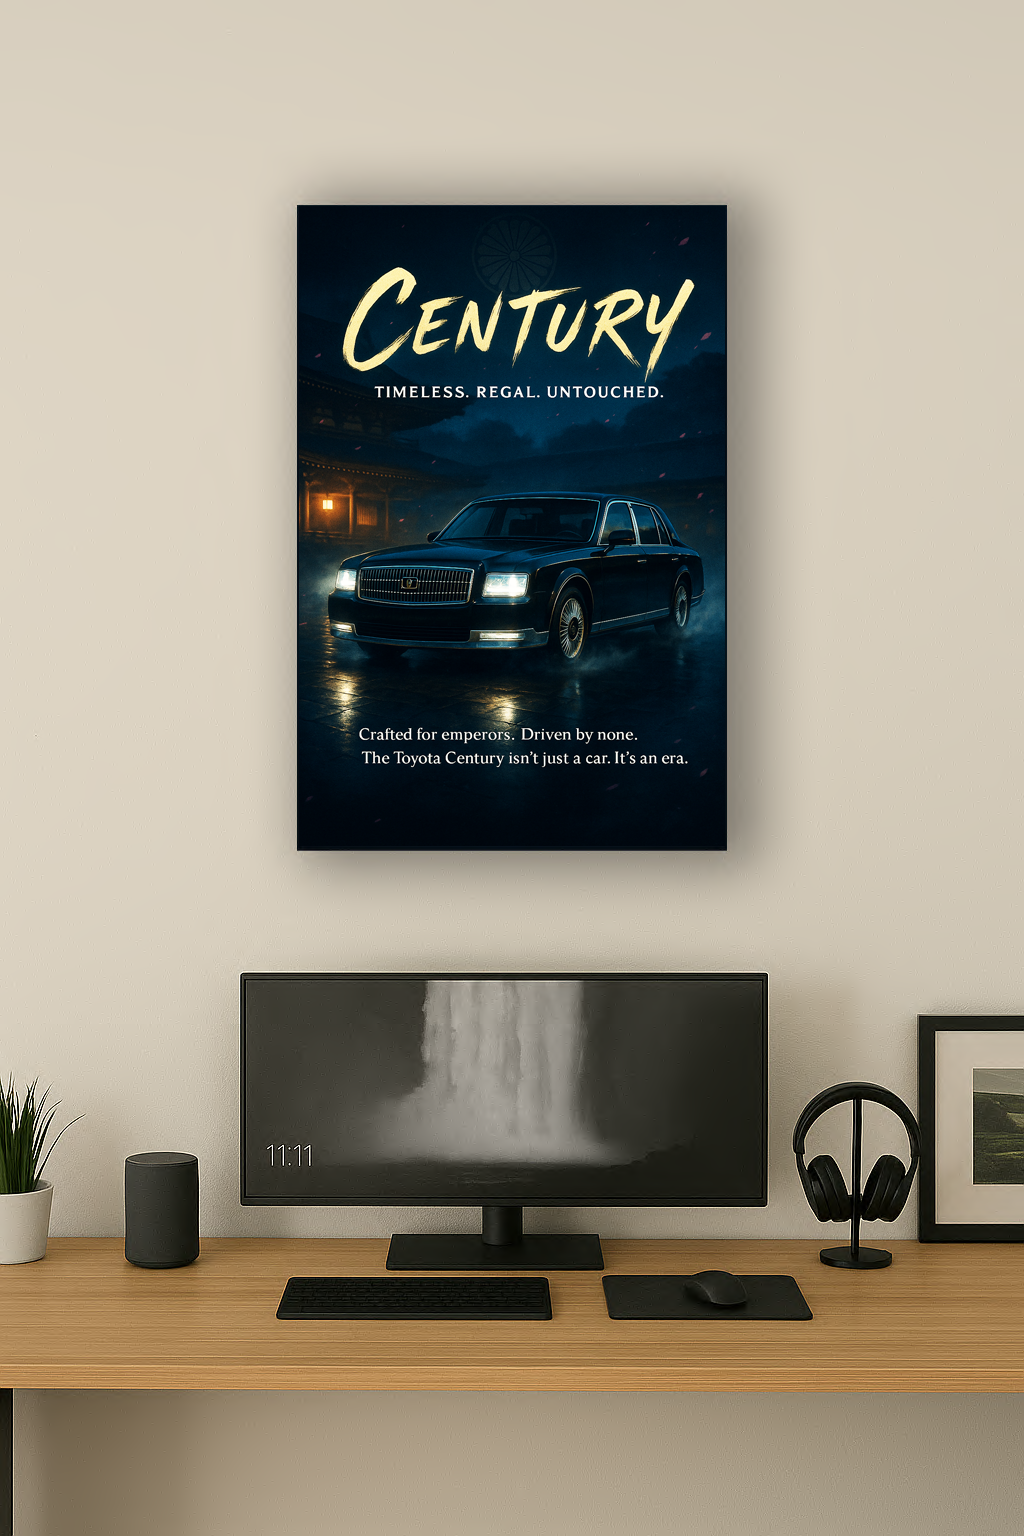 CENTURY
TIMELESS. REGAL. UNTOUCHED.
Crafted for emperors. Driven by none.
The Toyota Century isn't just a car. It's an era.
11:11